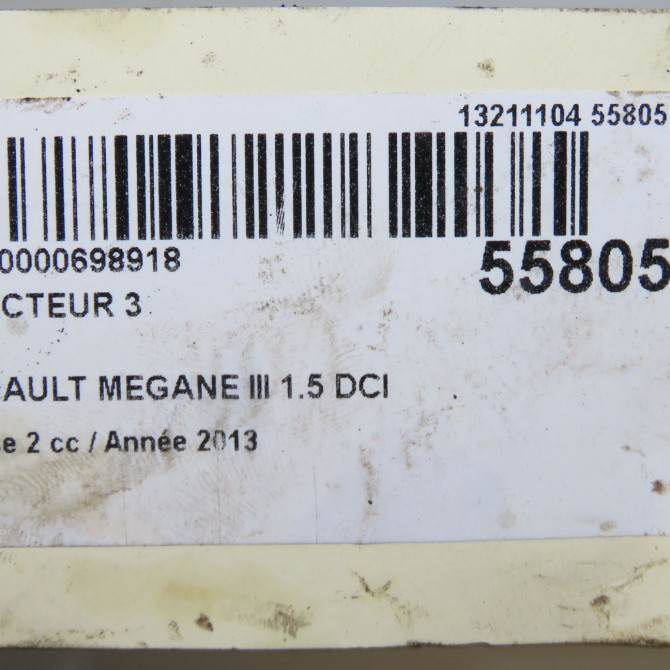 13211104 55805
0000698918
55805
CTEUR 3
AULT MEGANE III 1.5 DCI
e 2 cc / Année 2013